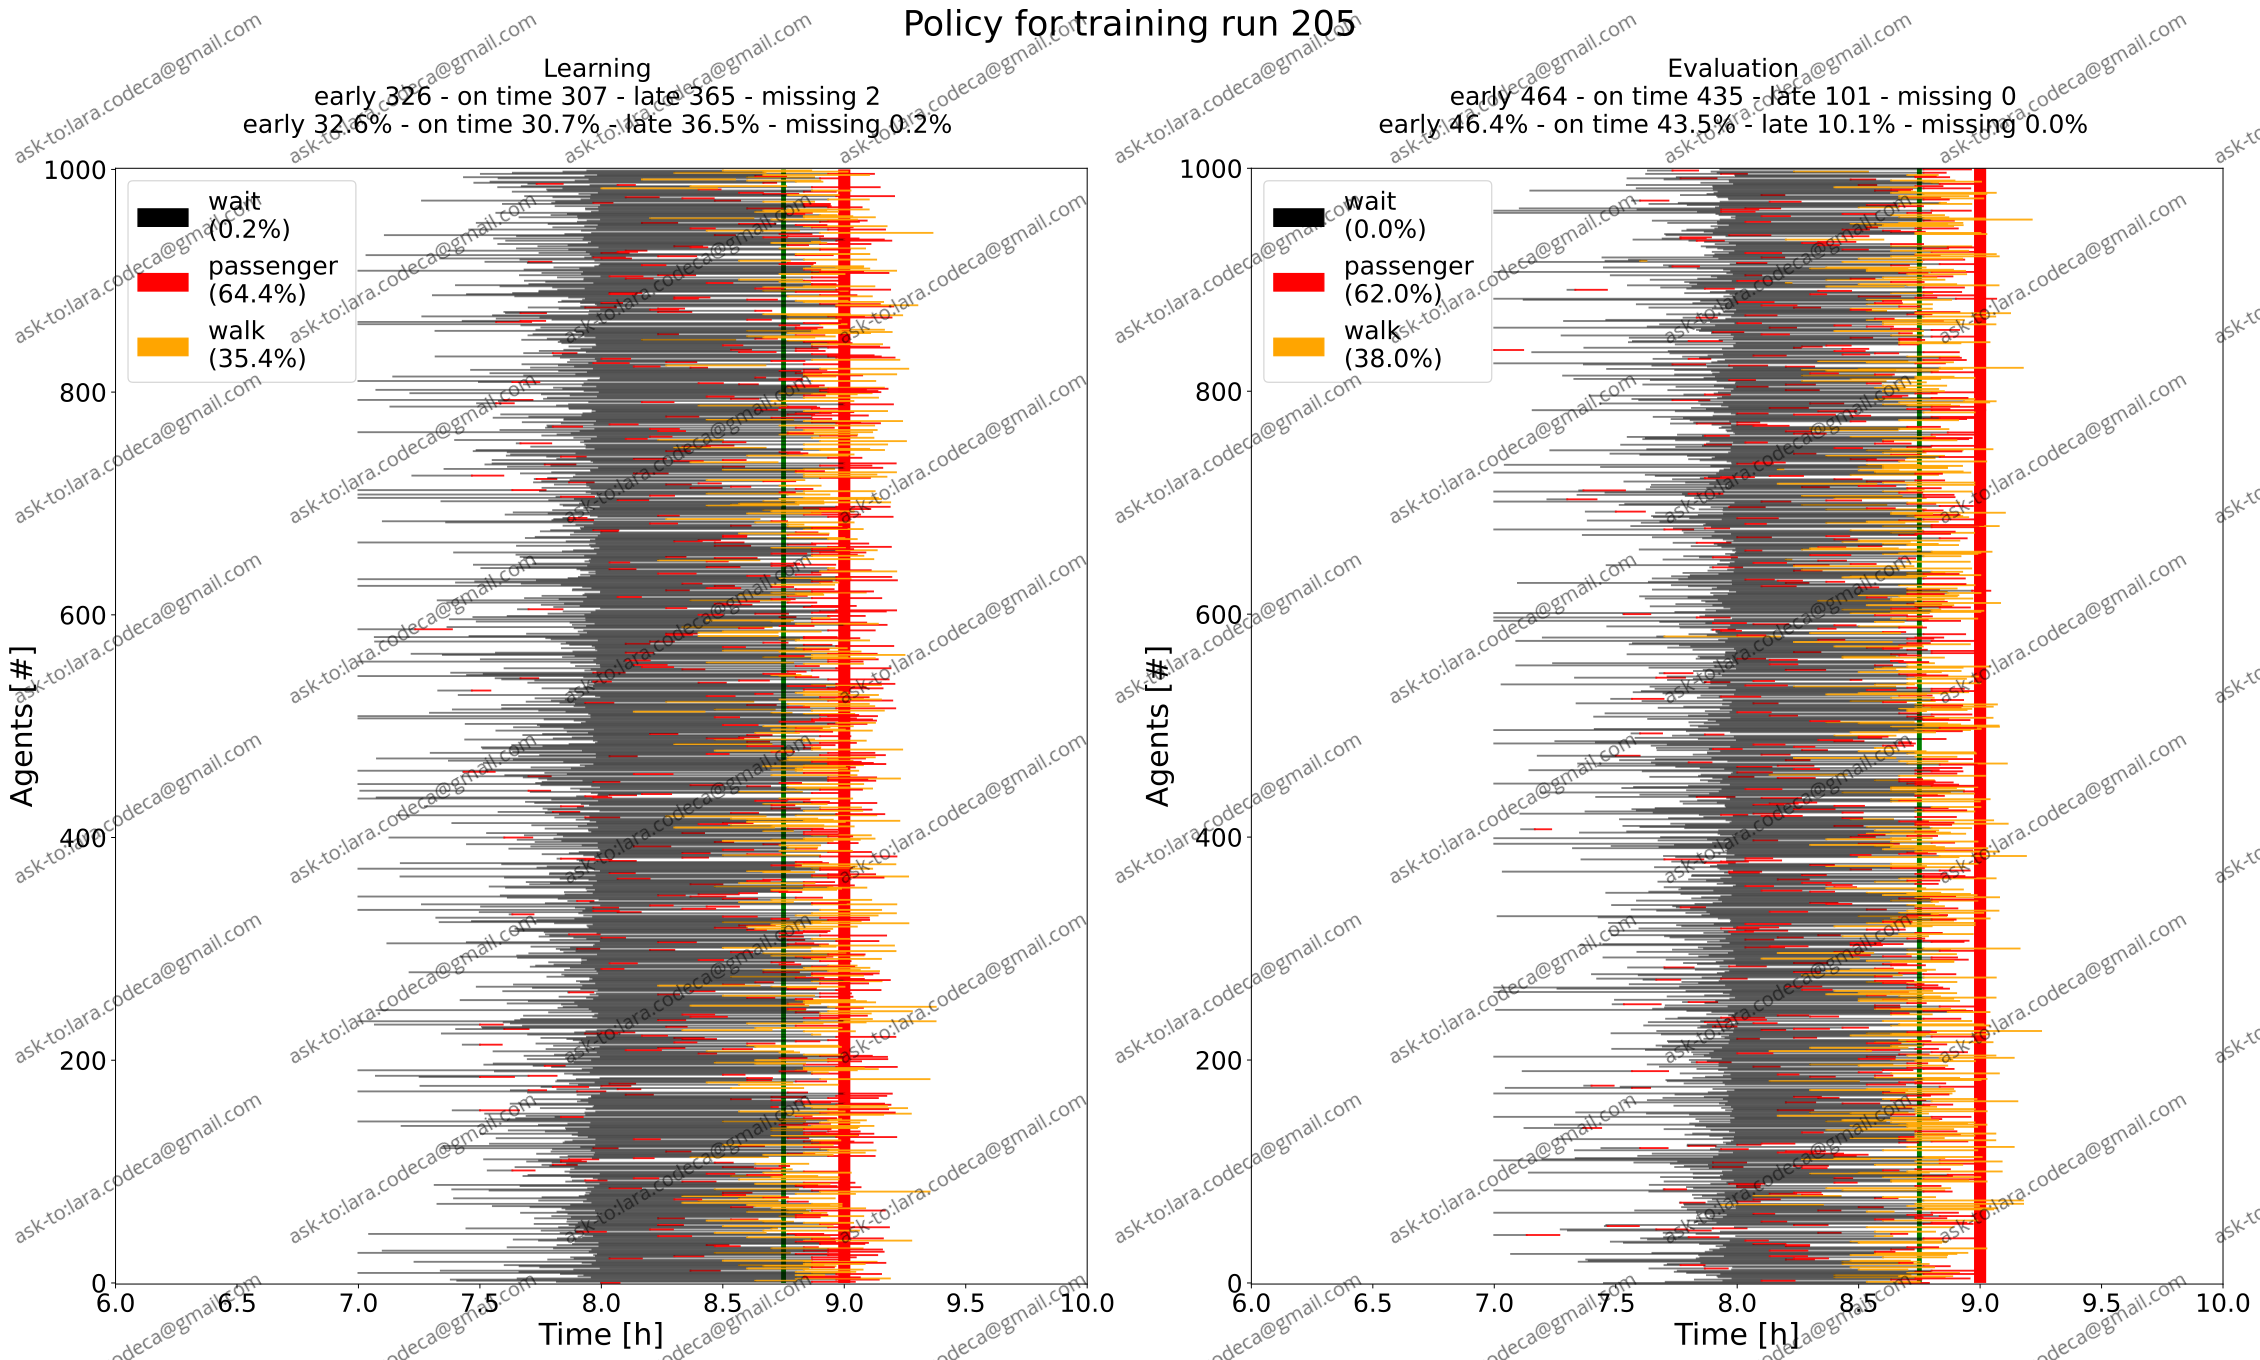 Policy for training run 205
Learning
early 326 - on time 307 - late 365 - missing 2
early 32.6% - on time 30.7% - late 36.5% - missing 0.2%
wait
(0.2%)
passenger
(64.4%)
walk
(35.4%)
1000
800
600
400
200
0
Agents [#]
6.0 6.5 7.0 7.5 8.0 8.5 9.0 9.5 10.0
Time [h]
Evaluation
early 464 - on time 435 - late 101 - missing 0
early 46.4% - on time 43.5% - late 10.1% - missing 0.0%
wait
(0.0%)
passenger
(62.0%)
walk
(38.0%)
1000
800
600
400
200
0
Agents [#]
6.0 6.5 7.0 7.5 8.0 8.5 9.0 9.5 10.0
Time [h]
ask-to:lara.codeca@gmail.com